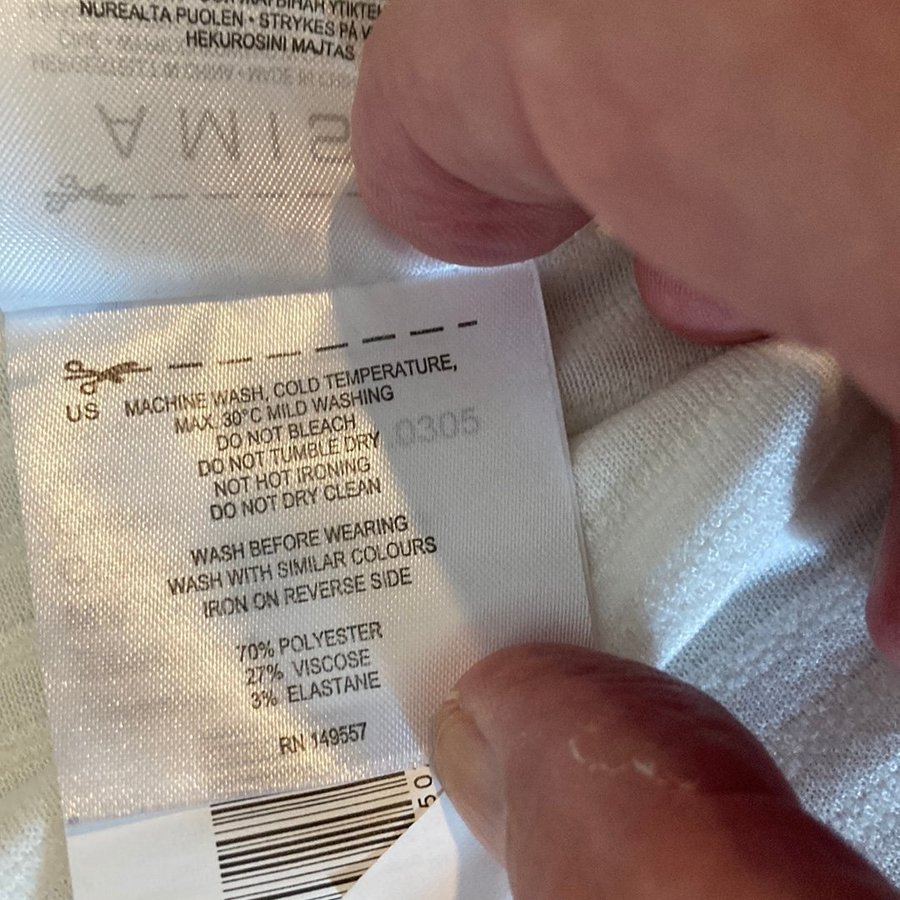 NUREALTA PUOLEN • STRYKES PÅ V
HEKUROSINI MAJTAS
US MACHINE WASH, COLD TEMPERATURE,
MAX. 30°C MILD WASHING
DO NOT BLEACH
DO NOT TUMBLE DRY
NOT HOT IRONING
DO NOT DRY CLEAN
0305
WASH BEFORE WEARING
WASH WITH SIMILAR COLOURS
IRON ON REVERSE SIDE
70% POLYESTER
27% VISCOSE
3% ELASTANE
RN 149557
50